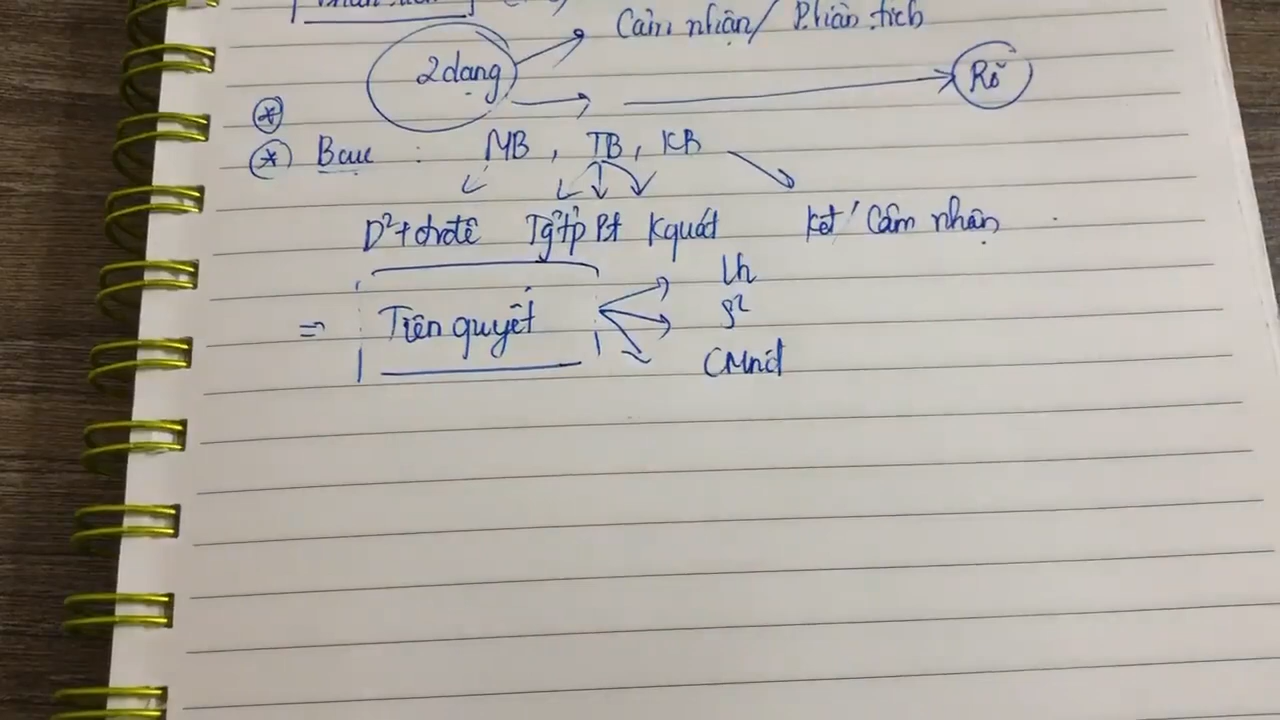 Cảm nhận/ Phân tích
2 dạng
Rõ
* 
* Bou : MB, TB, KB
D²+ chđề Tg+tp Pt Kquát Kết' Cảm nhận
lh
⇒ Tiên quyết
s²
CMnđ